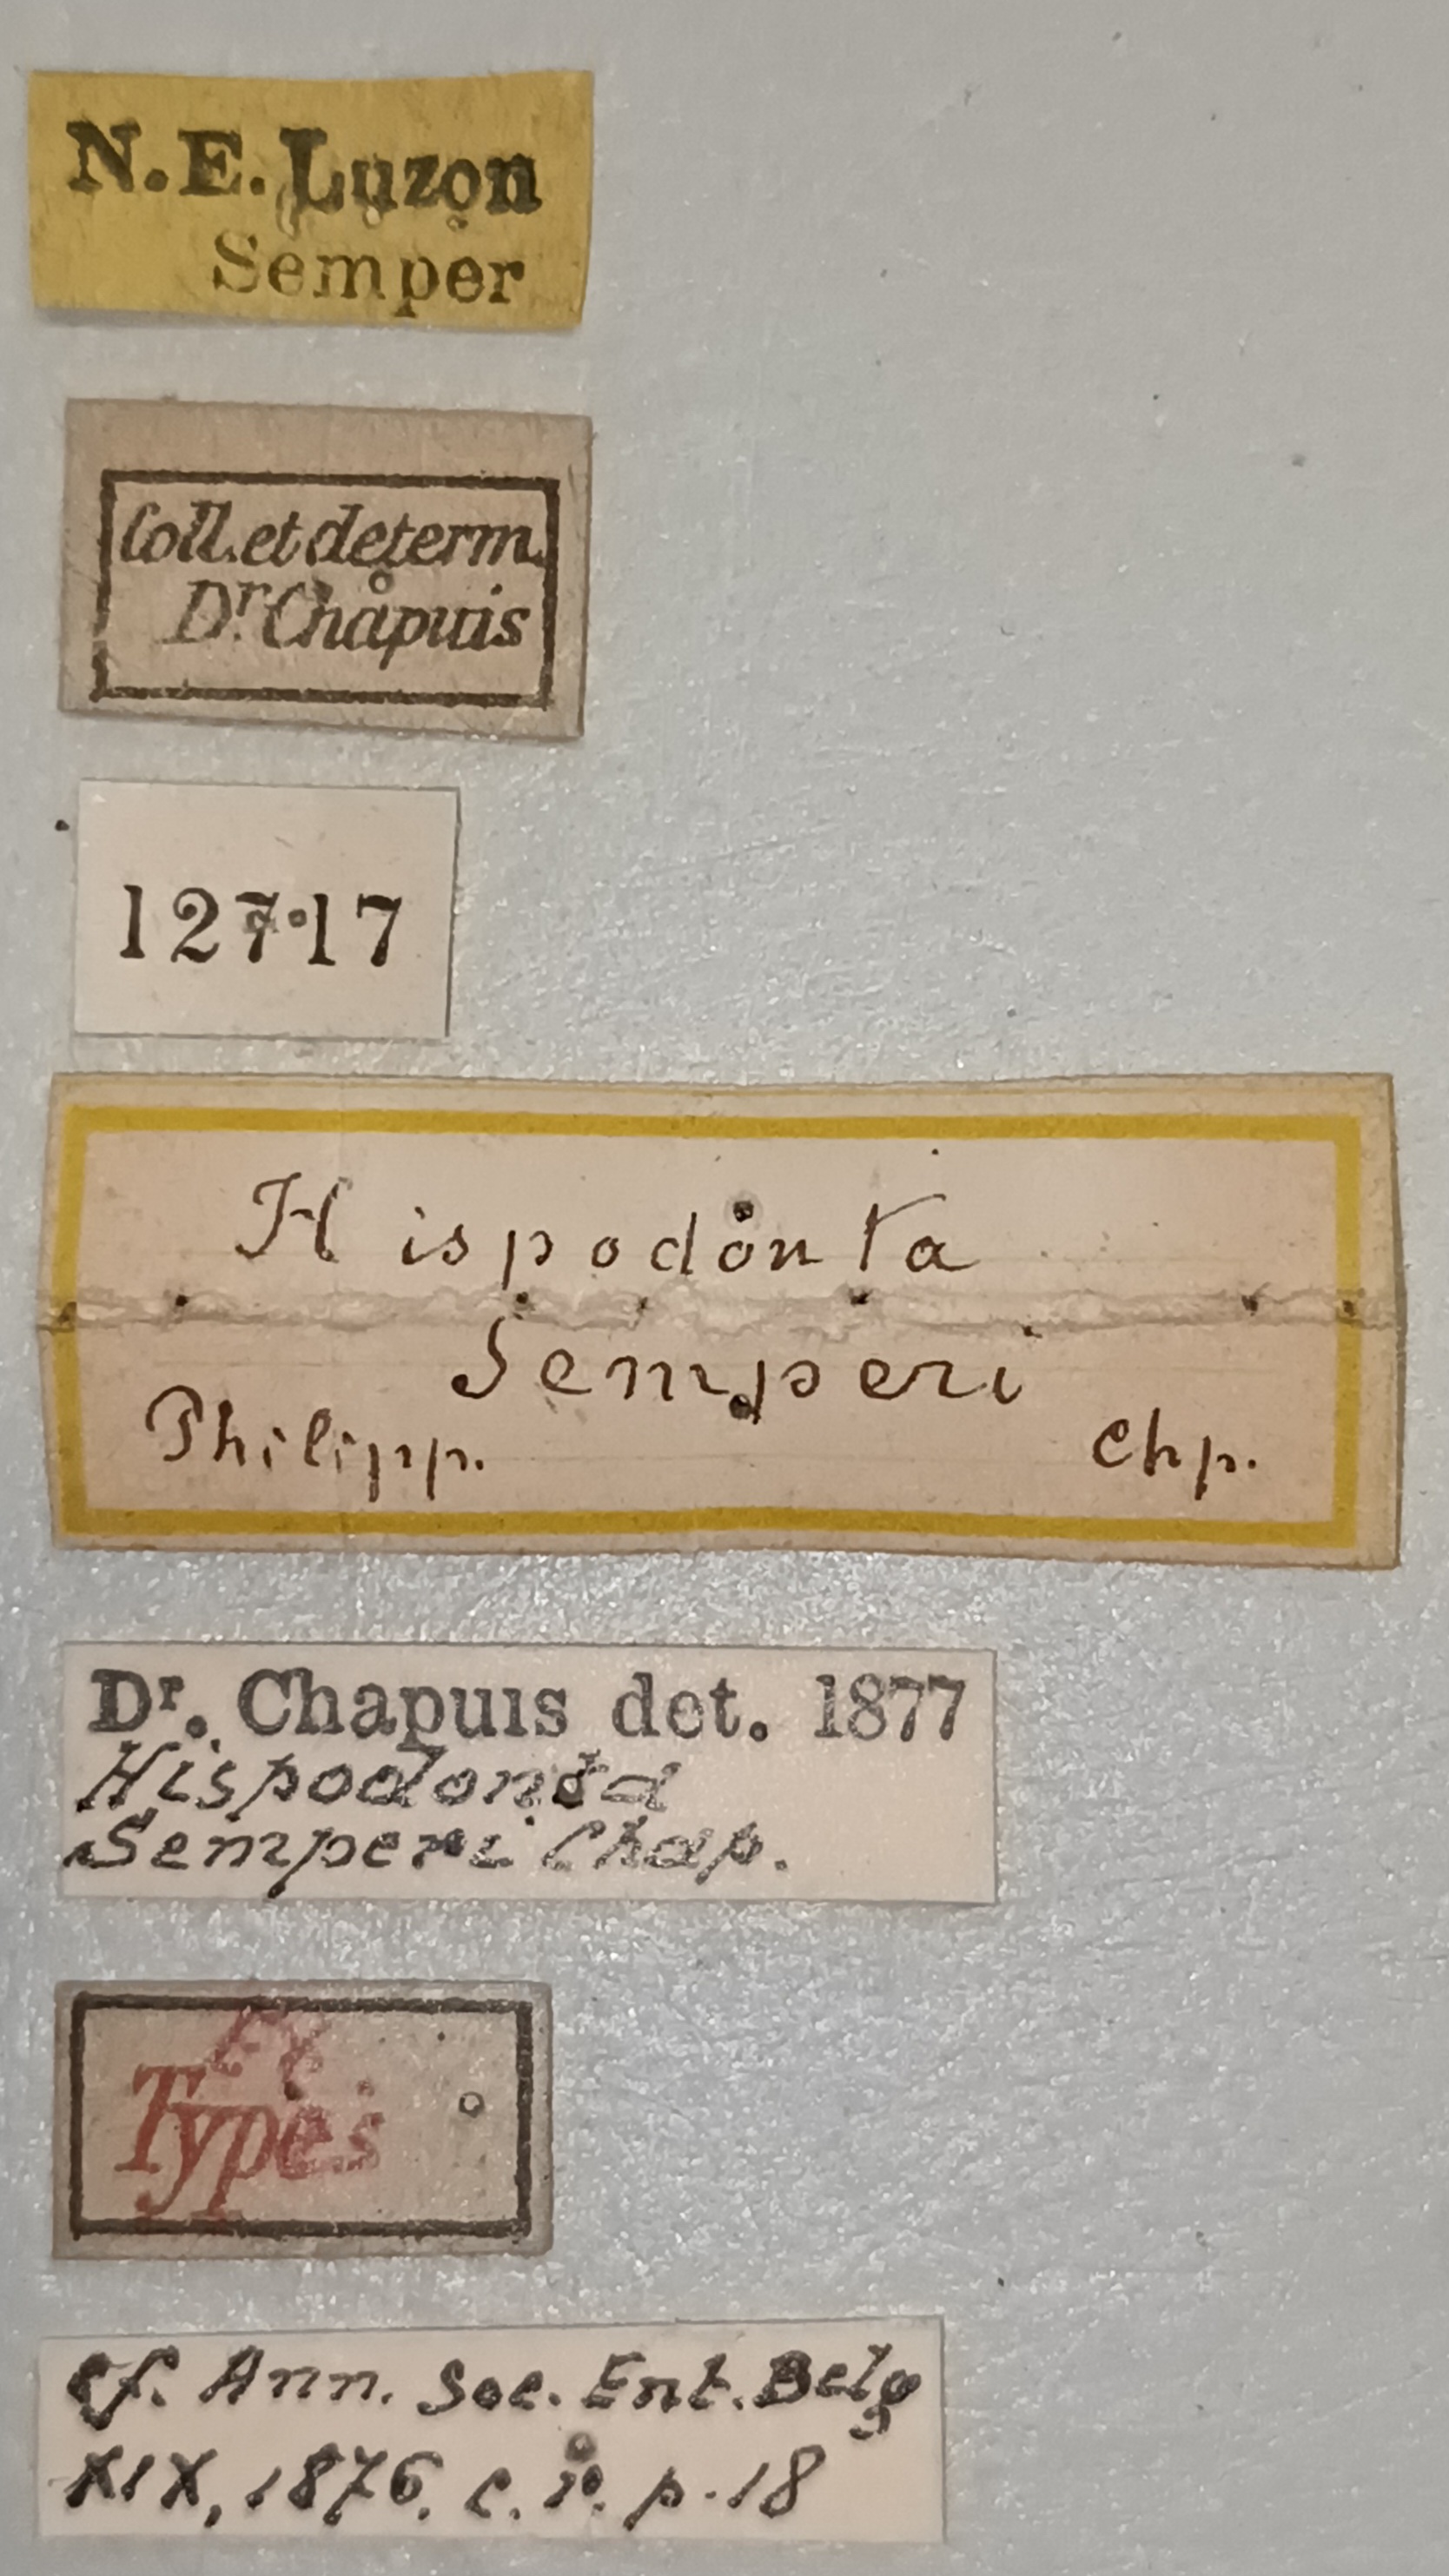 N.E. Luzon
Semper
Coll. et determ.
Dr. Chapuis
12717
Hispodonta
Semperi
Philipp. Chp.
Dr. Chapuis det. 1877
Hispodonta
Semperi Chap.
Types
cf. Ann. Soc. Ent. Belg
XIX, 1876. c. r. p. 18